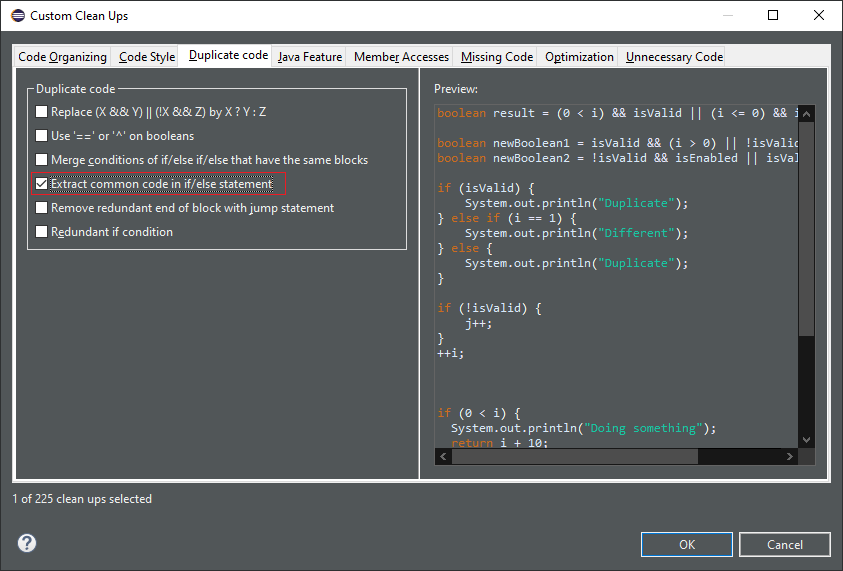 Custom Clean Ups
Code Organizing Code Style Duplicate code Java Feature Member Accesses Missing Code Optimization Unnecessary Code
Duplicate code
Replace (X && Y) || (!X && Z) by X ? Y : Z
Use '==' or '^' on booleans
Merge conditions of if/else if/else that have the same blocks
Extract common code in if/else statement
Remove redundant end of block with jump statement
Redundant if condition
Preview:
boolean result = (0 < i) && isValid || (i <= 0) && i
boolean newBoolean1 = isValid && (i > 0) || !isValid
boolean newBoolean2 = !isValid && isEnabled || isVal
if (isValid) {
System.out.println("Duplicate");
} else if (i == 1) {
System.out.println("Different");
} else {
System.out.println("Duplicate");
}
if (!isValid) {
j++;
}
++i;
if (0 < i) {
System.out.println("Doing something");
return i + 10;
1 of 225 clean ups selected
?
OK Cancel